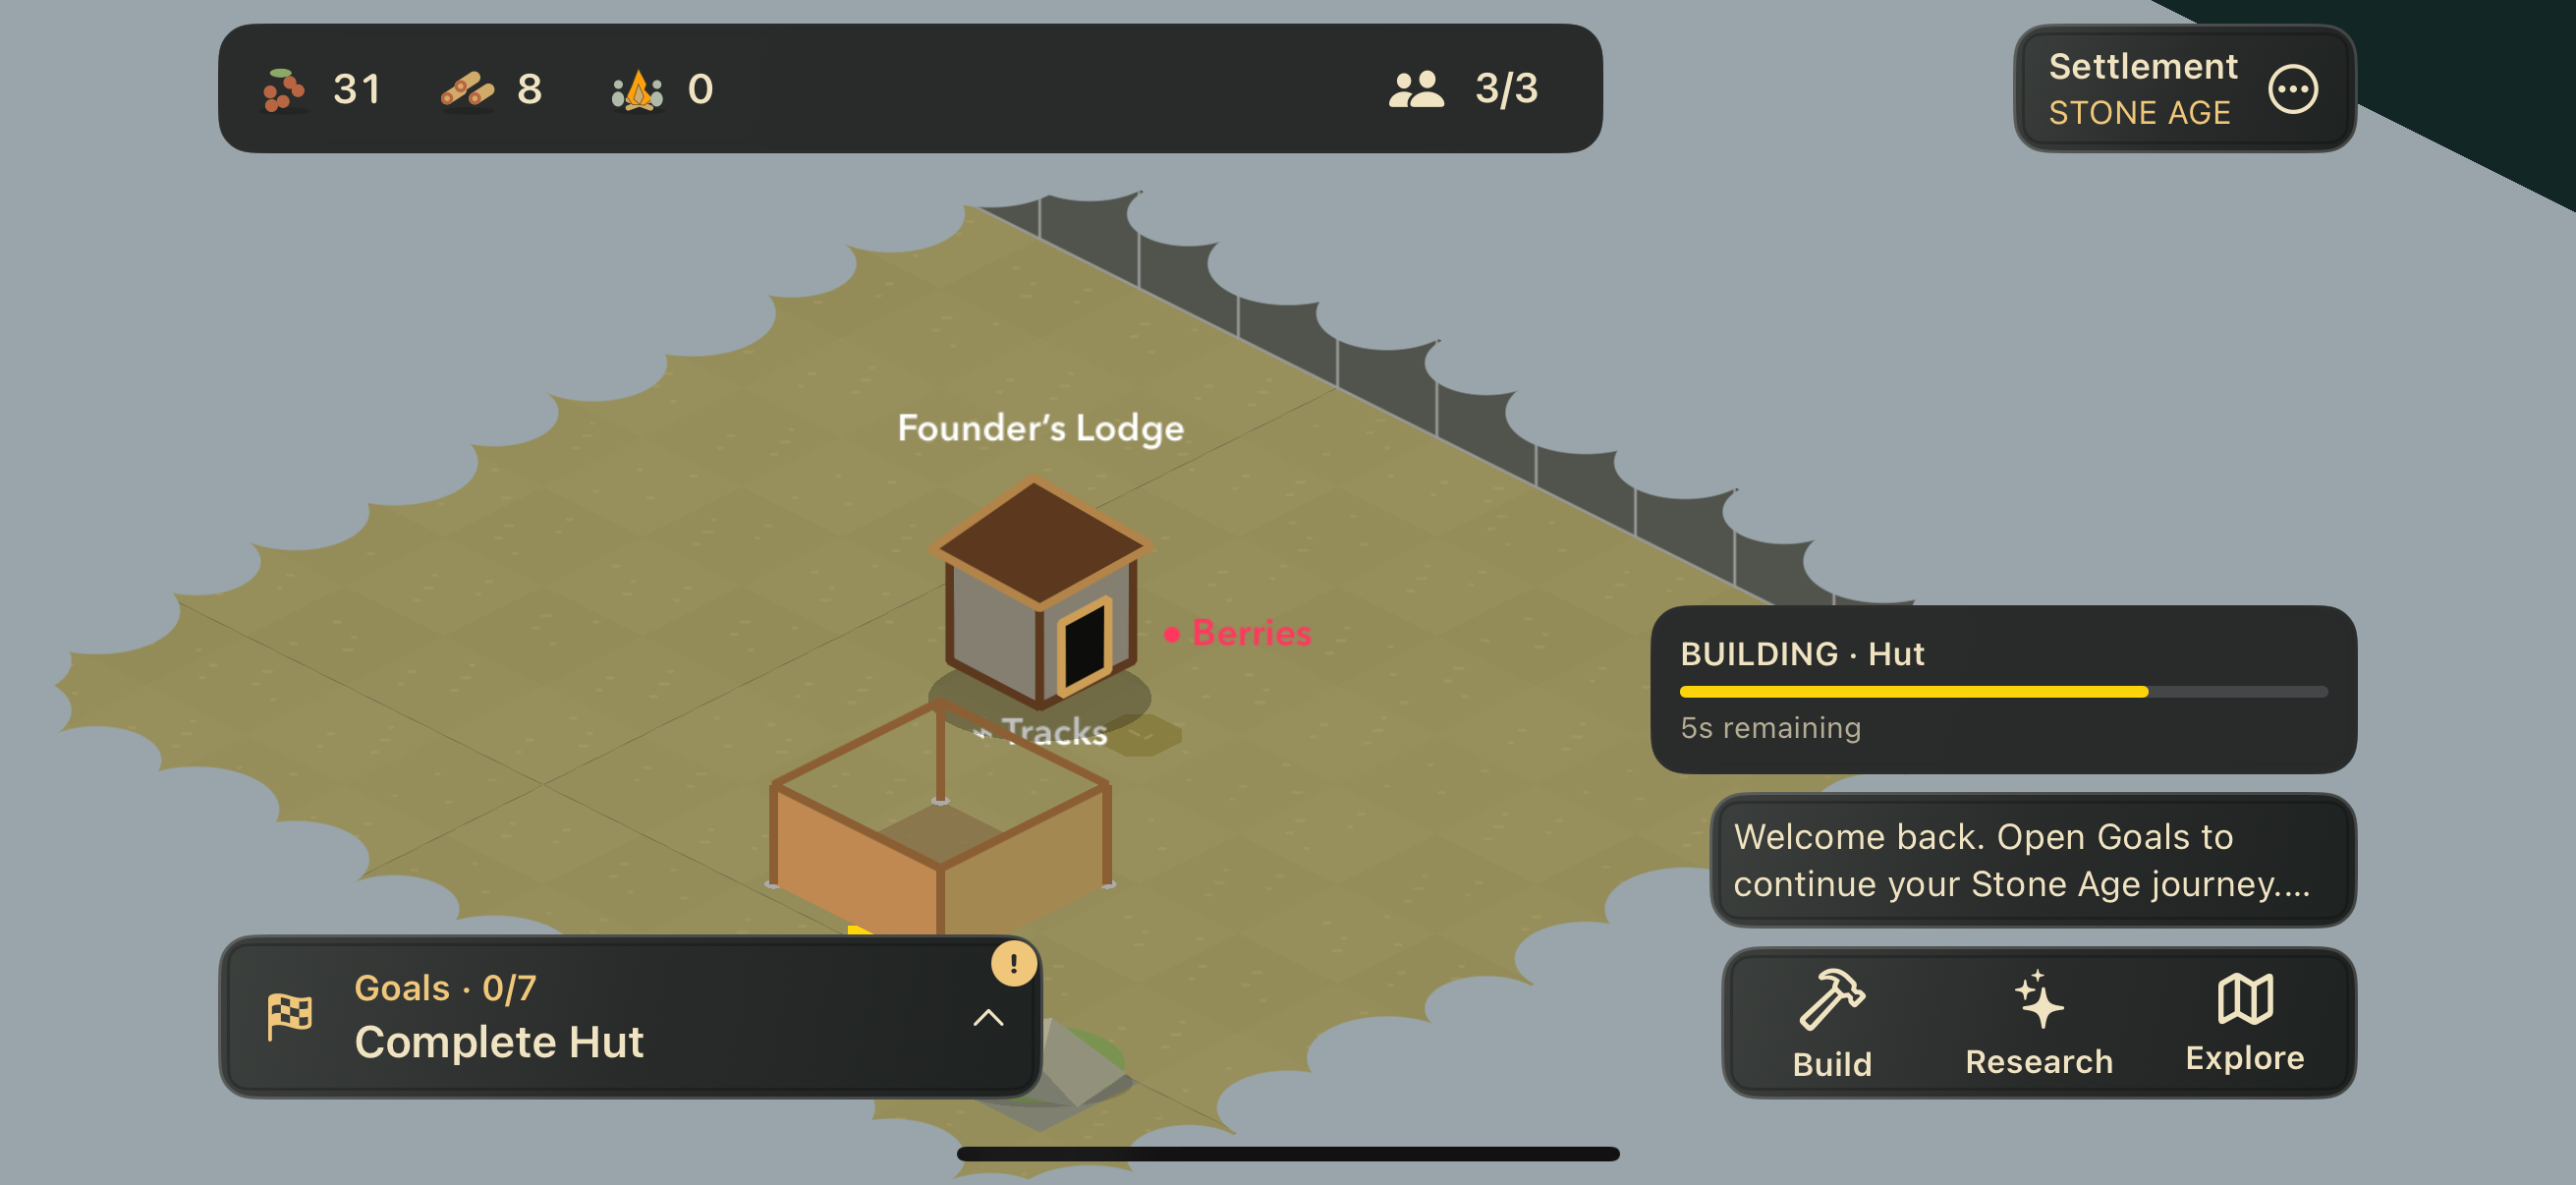 31 8 0 3/3
Settlement
STONE AGE
Founder’s Lodge
Berries
Tracks
BUILDING · Hut
5s remaining
Welcome back. Open Goals to
continue your Stone Age journey....
Goals · 0/7
Complete Hut
!
Build Research Explore